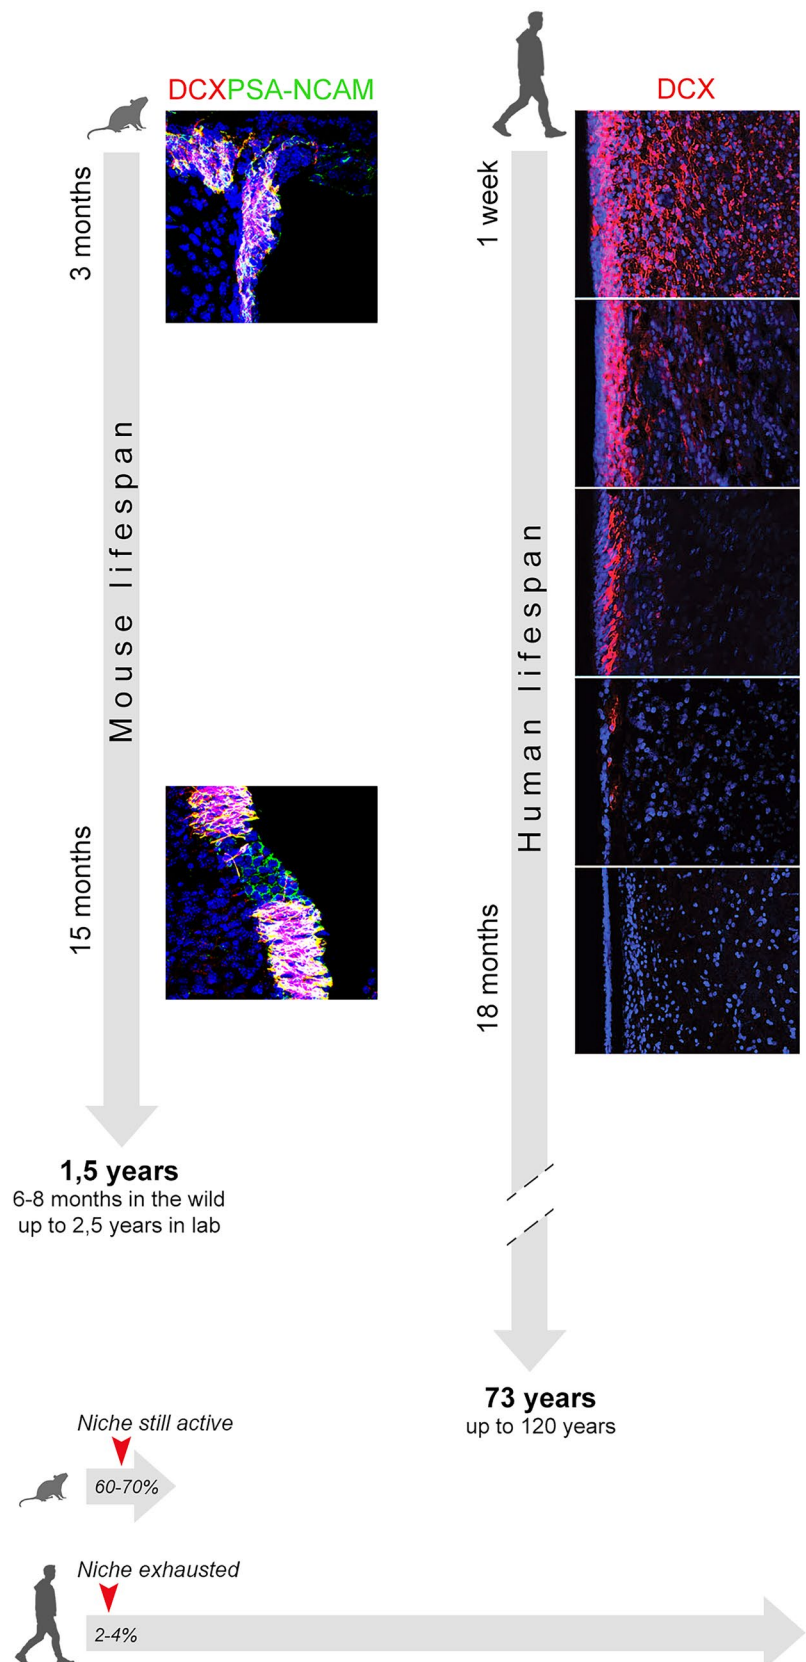 DCXPSA-NCAM
3 months
Mouse lifespan
15 months
1,5 years
6-8 months in the wild
up to 2,5 years in lab
DCX
1 week
Human lifespan
18 months
73 years
up to 120 years
Niche still active
60-70%
Niche exhausted
2-4%